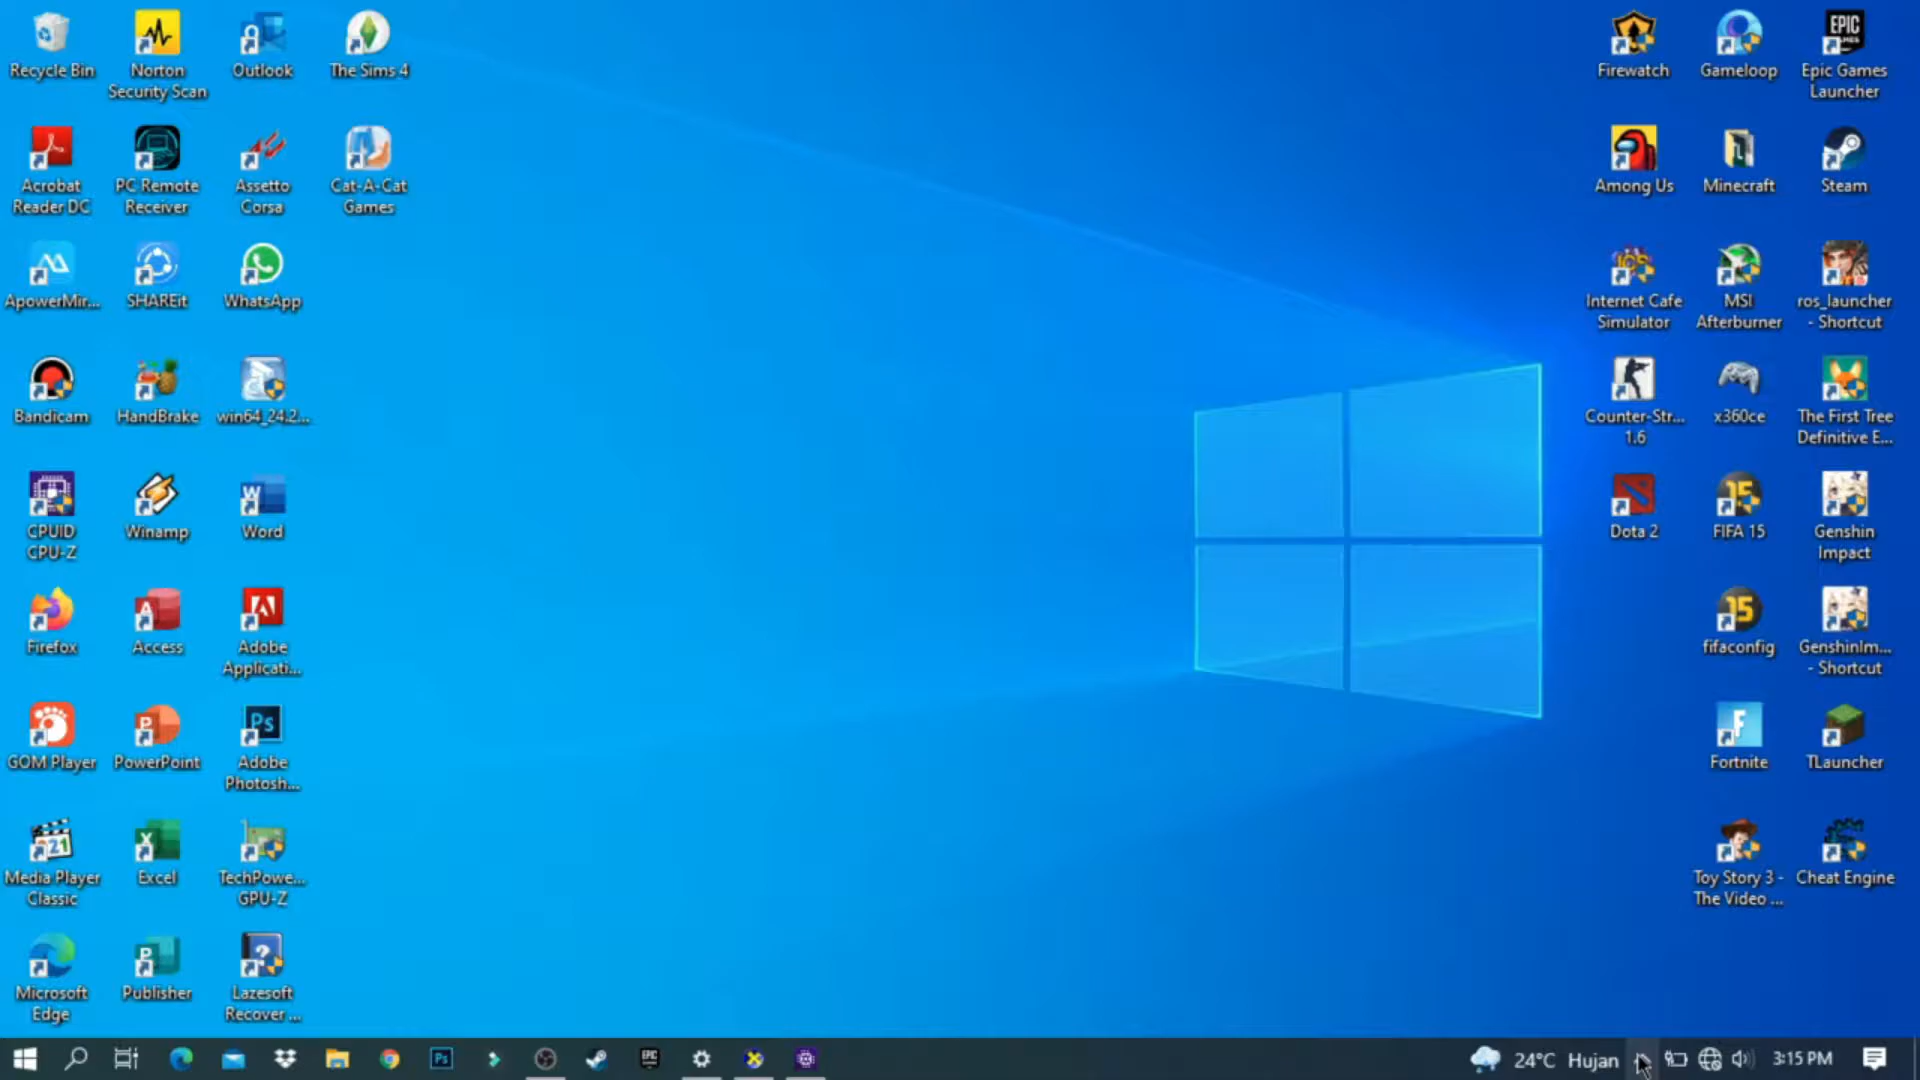 Recycle Bin
Norton
Security Scan
Outlook
The Sims 4
Acrobat
Reader DC
PC Remote
Receiver
Assetto
Corsa
Cat-A-Cat
Games
ApowerMir...
SHAREit
WhatsApp
Bandicam
HandBrake
win64_24.2...
CPUID
CPU-Z
Winamp
Word
Firefox
Access
Adobe
Applicati...
GOM Player
PowerPoint
Adobe
Photosh...
Media Player
Classic
Excel
TechPowe...
GPU-Z
Microsoft
Edge
Publisher
Lazesoft
Recover ...
Firewatch
Gameloop
Epic Games
Launcher
Among Us
Minecraft
Steam
Internet Cafe
Simulator
MSI
Afterburner
ros_launcher
- Shortcut
Counter-Str...
1.6
x360ce
The First Tree
Definitive E...
Dota 2
FIFA 15
Genshin
Impact
fifaconfig
GenshinIm...
- Shortcut
Fortnite
TLauncher
Toy Story 3 -
The Video ...
Cheat Engine
24°C Hujan
3:15 PM